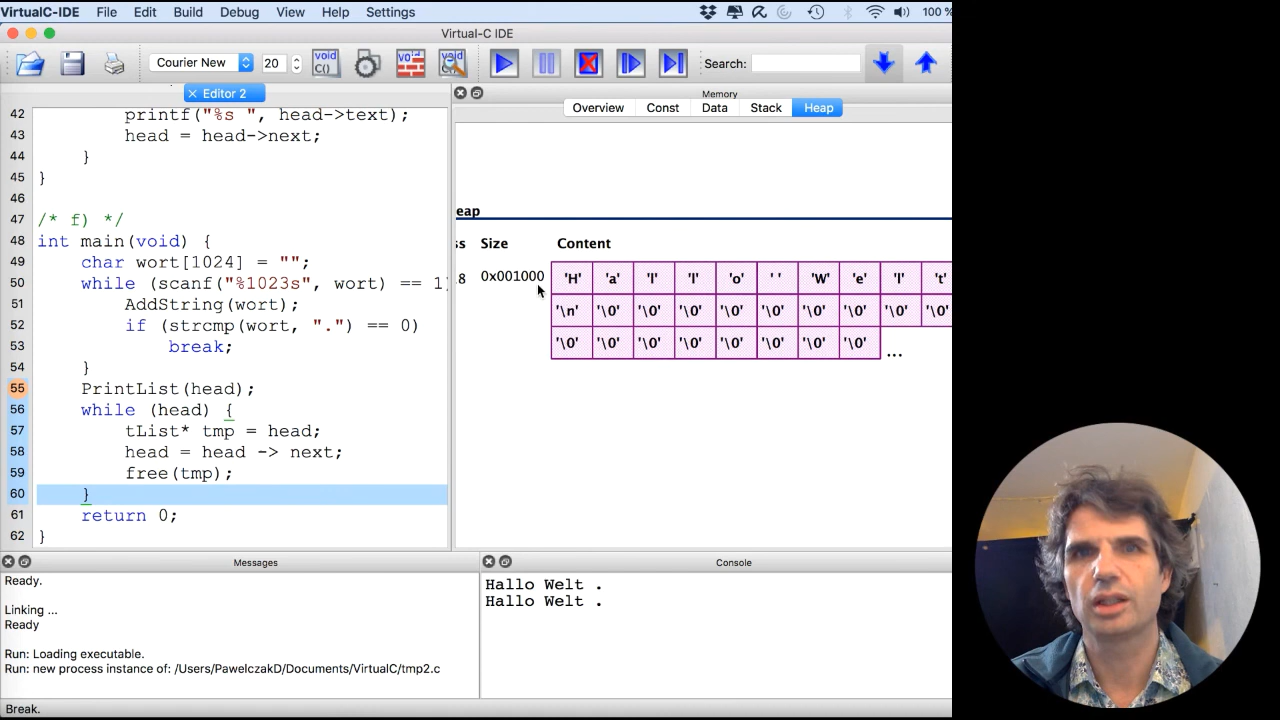 VirtualC-IDE File Edit Build Debug View Help Settings 100 %
Virtual-C IDE
Courier New 20 void C() Search:
Editor 2
Memory
Overview Const Data Stack Heap
42 printf("%s ", head->text);
43 head = head->next;
44 }
45 }
46
47 /* f) */
48 int main(void) {
49 char wort[1024] = "";
50 while (scanf("%1023s", wort) == 1)
51 AddString(wort);
52 if (strcmp(wort, ".") == 0)
53 break;
54 }
55 PrintList(head);
56 while (head) {
57 tList* tmp = head;
58 head = head -> next;
59 free(tmp);
60 }
61 return 0;
62 }
eap
ss Size Content
8 0x001000 'H' 'a' 'l' 'l' 'o' ' ' 'W' 'e' 'l' 't'
'\n' '\0' '\0' '\0' '\0' '\0' '\0' '\0' '\0' '\0'
'\0' '\0' '\0' '\0' '\0' '\0' '\0' '\0' ...
Messages
Ready.
Linking ...
Ready
Run: Loading executable.
Run: new process instance of: /Users/PawelczakD/Documents/VirtualC/tmp2.c
Console
Hallo Welt .
Hallo Welt .
Break.